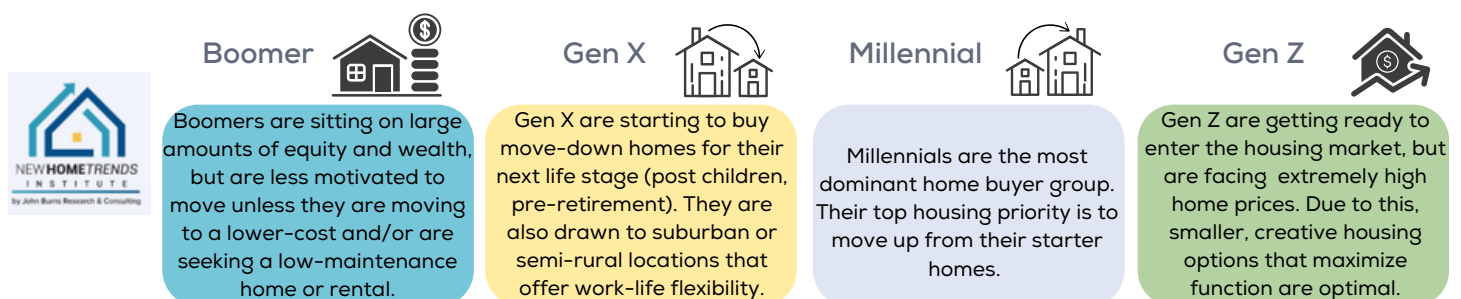 NEWHOMETRENDS
INSTITUTE
by John Burns Research & Consulting
Boomer
$
Boomers are sitting on large
amounts of equity and wealth,
but are less motivated to
move unless they are moving
to a lower-cost and/or are
seeking a low-maintenance
home or rental.
Gen X
Gen X are starting to buy
move-down homes for their
next life stage (post children,
pre-retirement). They are
also drawn to suburban or
semi-rural locations that
offer work-life flexibility.
Millennial
Millennials are the most
dominant home buyer group.
Their top housing priority is to
move up from their starter
homes.
Gen Z
$
Gen Z are getting ready to
enter the housing market, but
are facing extremely high
home prices. Due to this,
smaller, creative housing
options that maximize
function are optimal.